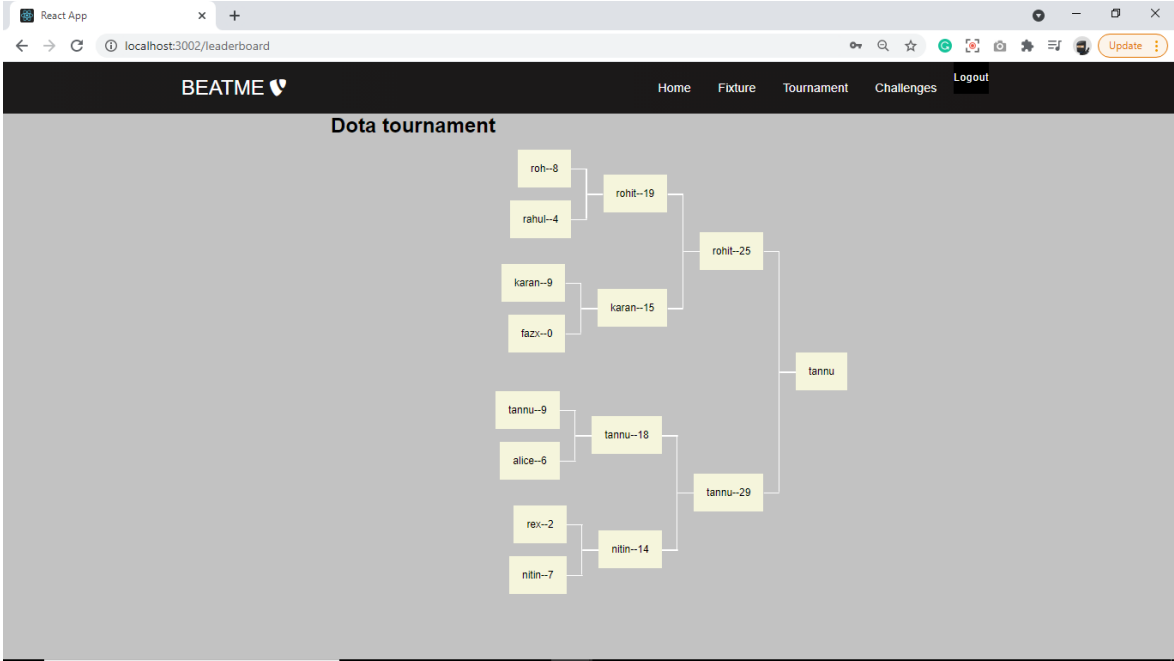 React App
localhost:3002/leaderboard
Update
BEATME
Home Fixture Tournament Challenges Logout
Dota tournament
roh--8
rahul--4
rohit--19
karan--9
fazx--0
karan--15
rohit--25
tannu--9
alice--6
tannu--18
rex--2
nitin--7
nitin--14
tannu--29
tannu